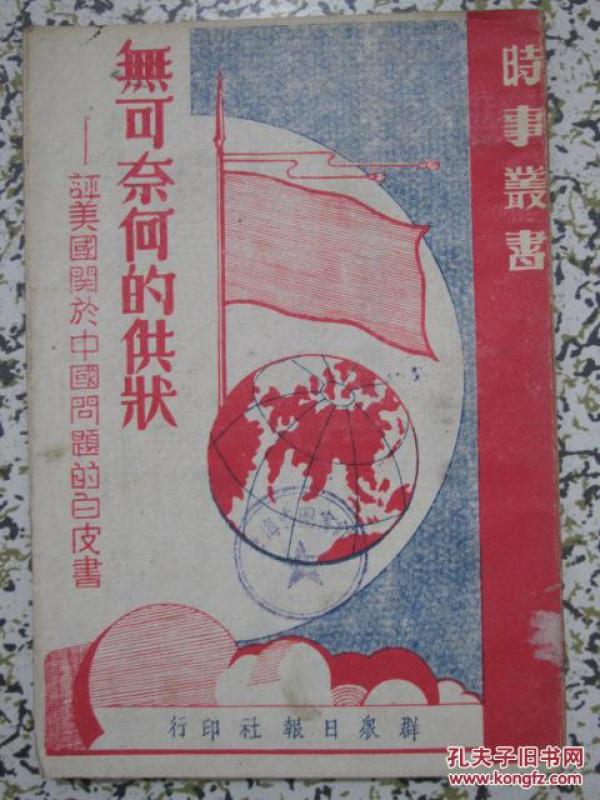 時事叢書
無可奈何的供狀
——評美國關於中國問題的白皮書
群眾日報社印行
孔夫子旧书网
www.kongfz.com